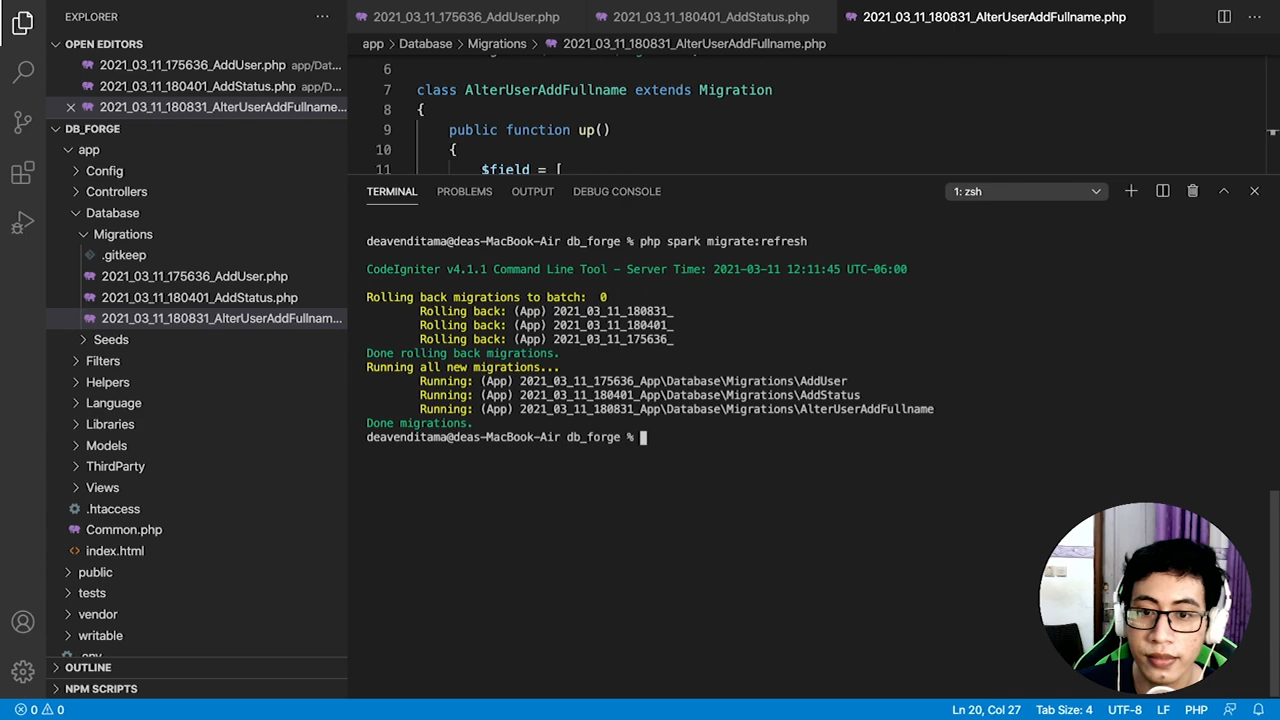 EXPLORER
OPEN EDITORS
2021_03_11_175636_AddUser.php app/Dat...
2021_03_11_180401_AddStatus.php app/D...
2021_03_11_180831_AlterUserAddFullname...
DB_FORGE
app
Config
Controllers
Database
Migrations
.gitkeep
2021_03_11_175636_AddUser.php
2021_03_11_180401_AddStatus.php
2021_03_11_180831_AlterUserAddFullnam...
Seeds
Filters
Helpers
Language
Libraries
Models
ThirdParty
Views
.htaccess
Common.php
index.html
public
tests
vendor
writable
.env
OUTLINE
NPM SCRIPTS
2021_03_11_175636_AddUser.php 2021_03_11_180401_AddStatus.php 2021_03_11_180831_AlterUserAddFullname.php
app > Database > Migrations > 2021_03_11_180831_AlterUserAddFullname.php
6
7 class AlterUserAddFullname extends Migration
8 {
9 public function up()
10 {
11 $field = [
TERMINAL PROBLEMS OUTPUT DEBUG CONSOLE 1: zsh
deavenditama@deas-MacBook-Air db_forge % php spark migrate:refresh
CodeIgniter v4.1.1 Command Line Tool - Server Time: 2021-03-11 12:11:45 UTC-06:00
Rolling back migrations to batch: 0
Rolling back: (App) 2021_03_11_180831_
Rolling back: (App) 2021_03_11_180401_
Rolling back: (App) 2021_03_11_175636_
Done rolling back migrations.
Running all new migrations...
Running: (App) 2021_03_11_175636_App\Database\Migrations\AddUser
Running: (App) 2021_03_11_180401_App\Database\Migrations\AddStatus
Running: (App) 2021_03_11_180831_App\Database\Migrations\AlterUserAddFullname
Done migrations.
deavenditama@deas-MacBook-Air db_forge %
0 0 Ln 20, Col 27 Tab Size: 4 UTF-8 LF PHP